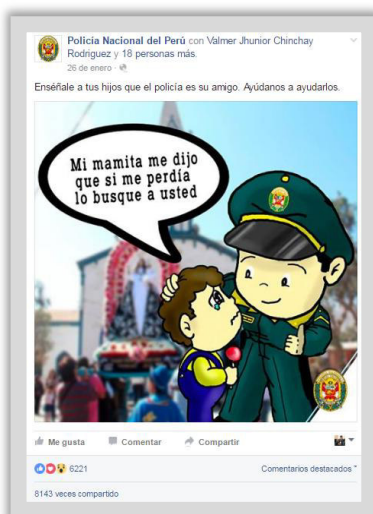 Policía Nacional del Perú con Valmer Jhunior Chinchay
Rodriguez y 18 personas más.
26 de enero ·
Enséñale a tus hijos que el policía es su amigo. Ayúdanos a ayudarlos.
Mi mamita me dijo
que si me perdía
lo busque a usted
Me gusta Comentar Compartir
6221 Comentarios destacados
8143 veces compartido